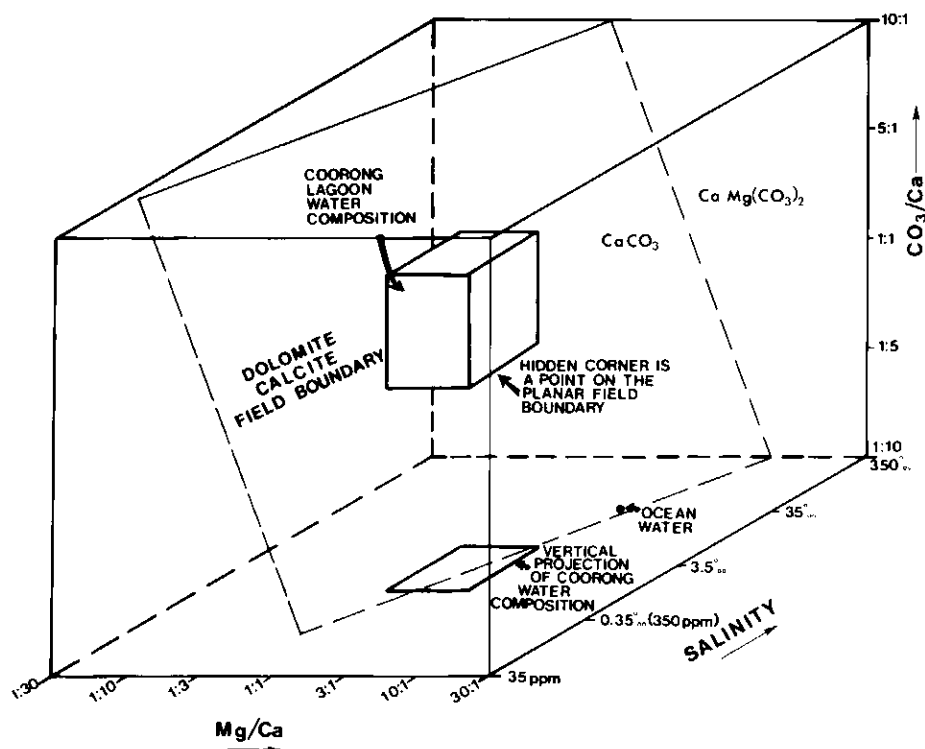 10:1
5:1
CO₃/Ca
1:1
1:5
1:10
350‰
Ca Mg(CO₃)₂
CaCO₃
COORONG
LAGOON
WATER
COMPOSITION
DOLOMITE
CALCITE
FIELD BOUNDARY
HIDDEN CORNER IS
A POINT ON THE
PLANAR FIELD
BOUNDARY
35‰
OCEAN
WATER
3.5‰
VERTICAL
PROJECTION
OF COORONG
WATER
COMPOSITION
0.35‰ (350 ppm)
SALINITY
35 ppm
1:30
1:10
1:3
1:1
3:1
10:1
30:1
Mg/Ca